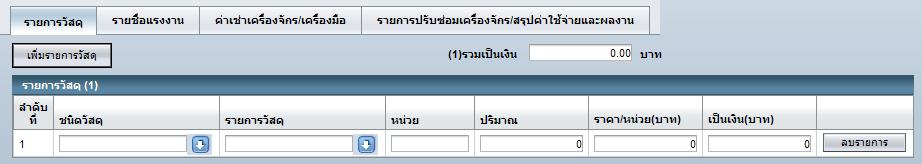 รายการวัสดุ รายชื่อแรงงาน ค่าเช่าเครื่องจักร/เครื่องมือ รายการปรับซ่อมเครื่องจักร/สรุปค่าใช้จ่ายและผลงาน
เพิ่มรายการวัสดุ (1)รวมเป็นเงิน 0.00 บาท
รายการวัสดุ (1)
ลำดับที่ ชนิดวัสดุ รายการวัสดุ หน่วย ปริมาณ ราคา/หน่วย(บาท) เป็นเงิน(บาท)
1 0 0 0 ลบรายการ